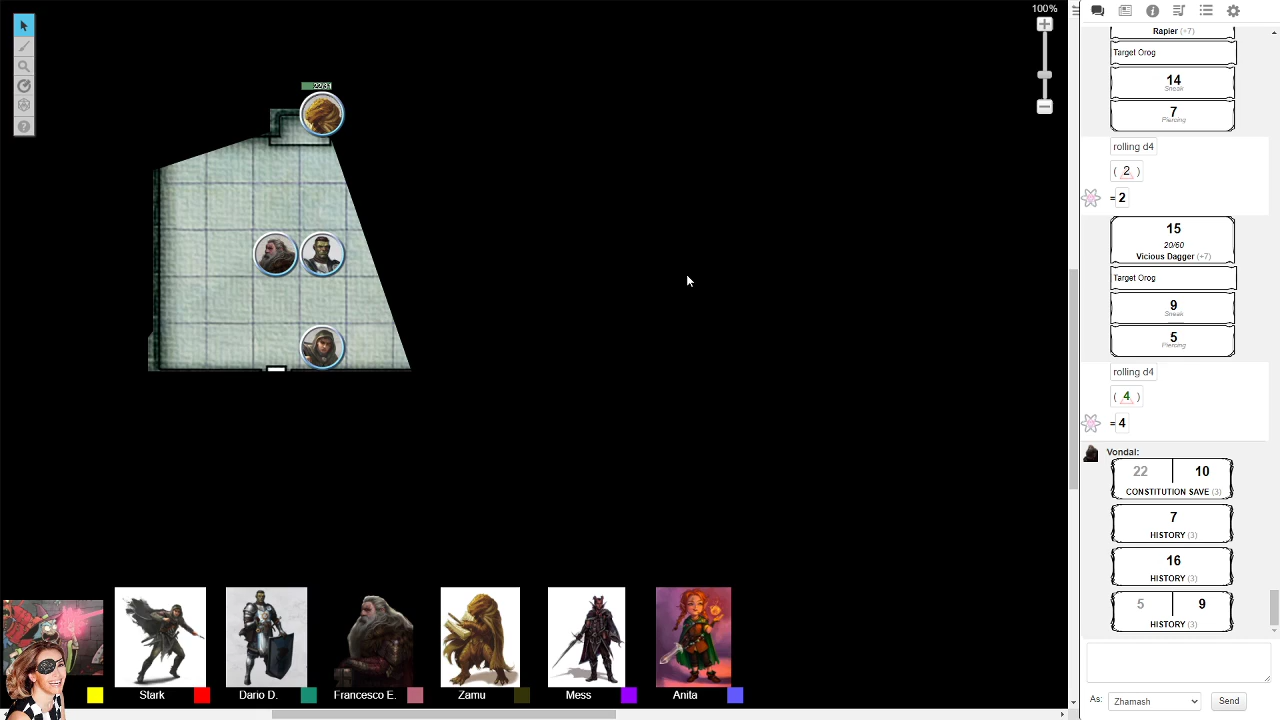 100%
22/31
Rapier (+7)
Target Orog
14
Sneak
7
Piercing
rolling d4
( 2 )
=2
15
20/60
Vicious Dagger (+7)
Target Orog
9
Sneak
5
Piercing
rolling d4
( 4 )
=4
Vondal:
22 10
CONSTITUTION SAVE (3)
7
HISTORY (3)
16
HISTORY (3)
5 9
HISTORY (3)
Stark
Dario D.
Francesco E.
Zamu
Mess
Anita
As: Zhamash
Send